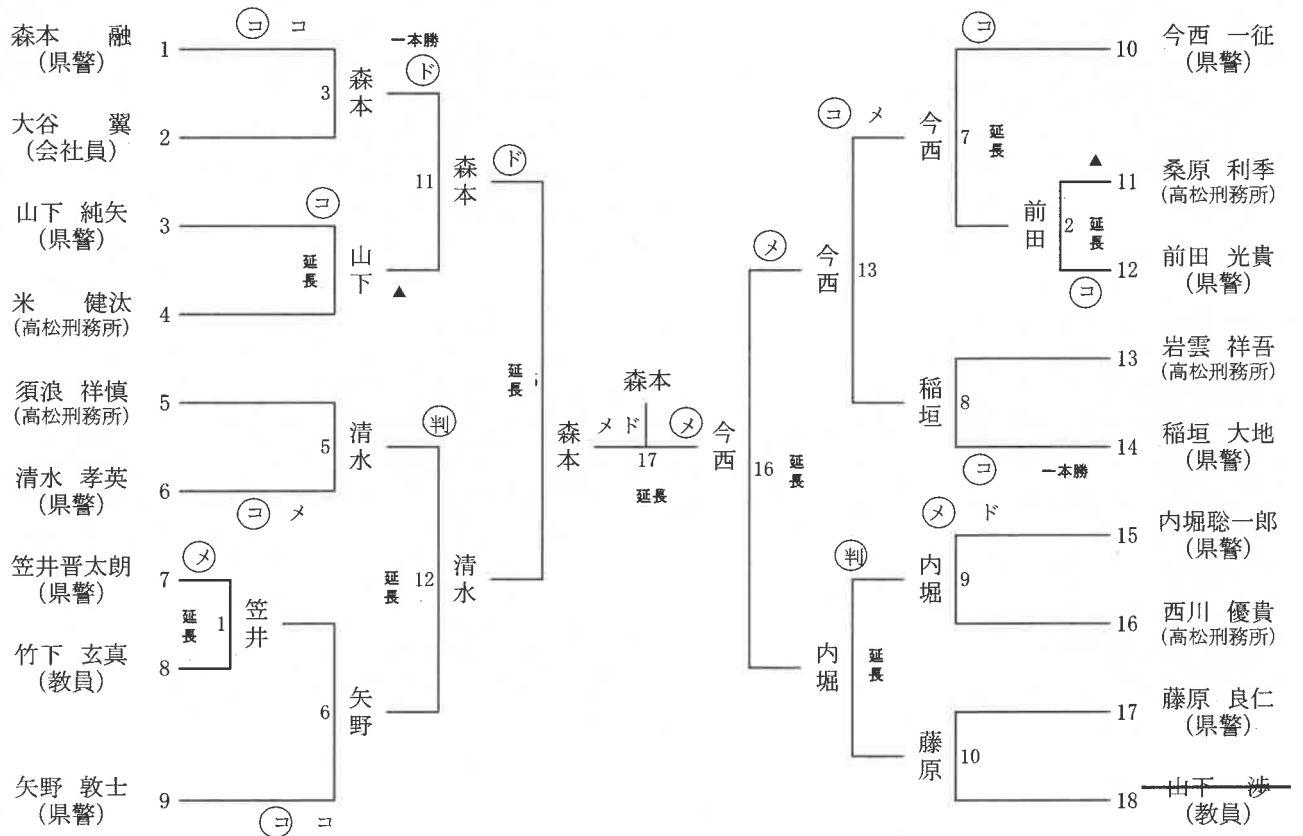 森本 融
(県警)
1
コ コ
3
森本
大谷 翼
(会社員)
2
一本勝
ド
11
森本
山下 純矢
(県警)
3
コ
延長
山下
▲
米 健汰
(高松刑務所)
4
ド
延長
森本
須浪 祥慎
(高松刑務所)
5
5
清水
清水 孝英
(県警)
6
コ メ
判
延長
12
清水
笠井晋太朗
(県警)
7
メ
延長
1
笠井
竹下 玄真
(教員)
8
6
矢野
矢野 敦士
(県警)
9
コ コ
森本
メ ド
メ
17
延長
今西
メ
16
延長
コ メ
今西
13
コ
今西
7
延長
10
今西 一征
(県警)
▲
前田
2
延長
11
桑原 利季
(高松刑務所)
12
前田 光貴
(県警)
コ
稲垣
8
13
岩雲 祥吾
(高松刑務所)
14
稲垣 大地
(県警)
コ
一本勝
判
内堀
延長
メ ド
内堀
9
15
内堀聡一郎
(県警)
16
西川 優貴
(高松刑務所)
藤原
10
17
藤原 良仁
(県警)
18
山下 渉
(教員)